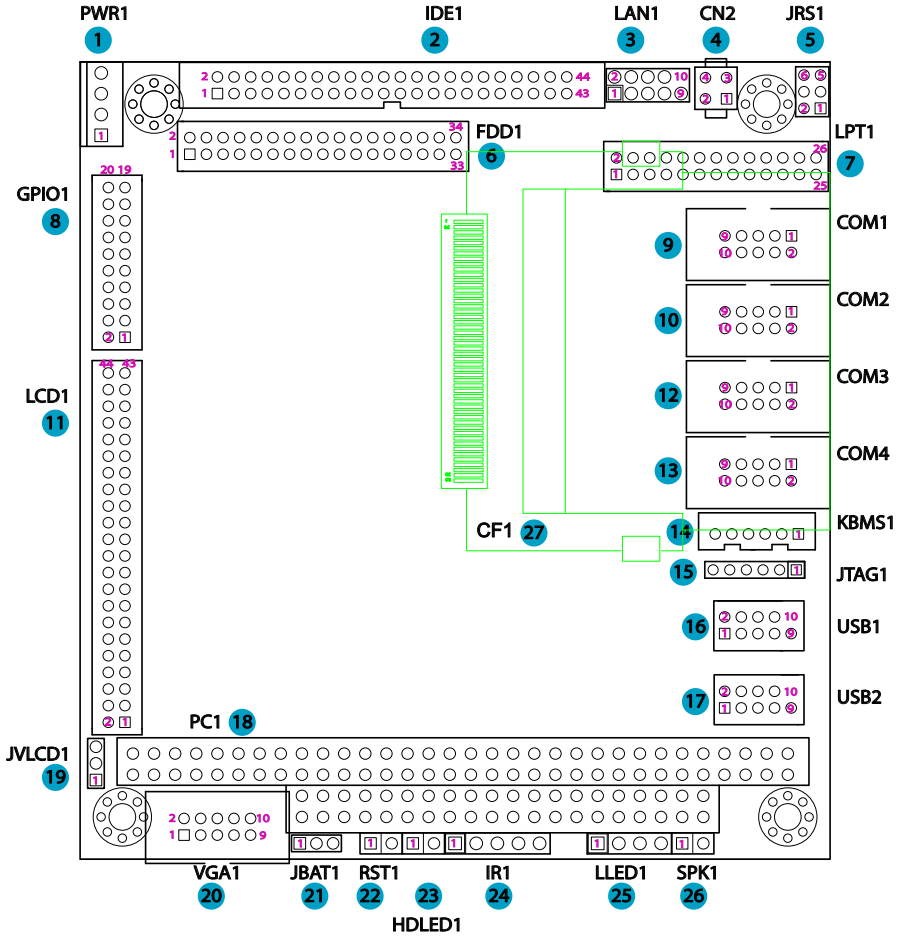 PWR1 IDE1 LAN1 CN2 JRS1
1 2 3 4 5
2 44 2 10 4 3 6 5
1 43 1 9 2 1 2 1
1
FDD1 LPT1
6 7
2 34 2 26
1 33 1 25
GPIO1
8
20 19
2 1
COM1
9
9 1
10 2
COM2
10
9 1
10 2
LCD1
11
44 43
2 1
COM3
12
9 1
10 2
COM4
13
9 1
10 2
CF1 27
KBMS1
14
1
JTAG1
15
1
USB1
16
2 10
1 9
USB2
17
2 10
1 9
PC1 18
JVLCD1
19
1
2 10
1 9
1 1 1 1 1 1
VGA1 JBAT1 RST1 IR1 LLED1 SPK1
20 21 22 23 24 25 26
HDLED1